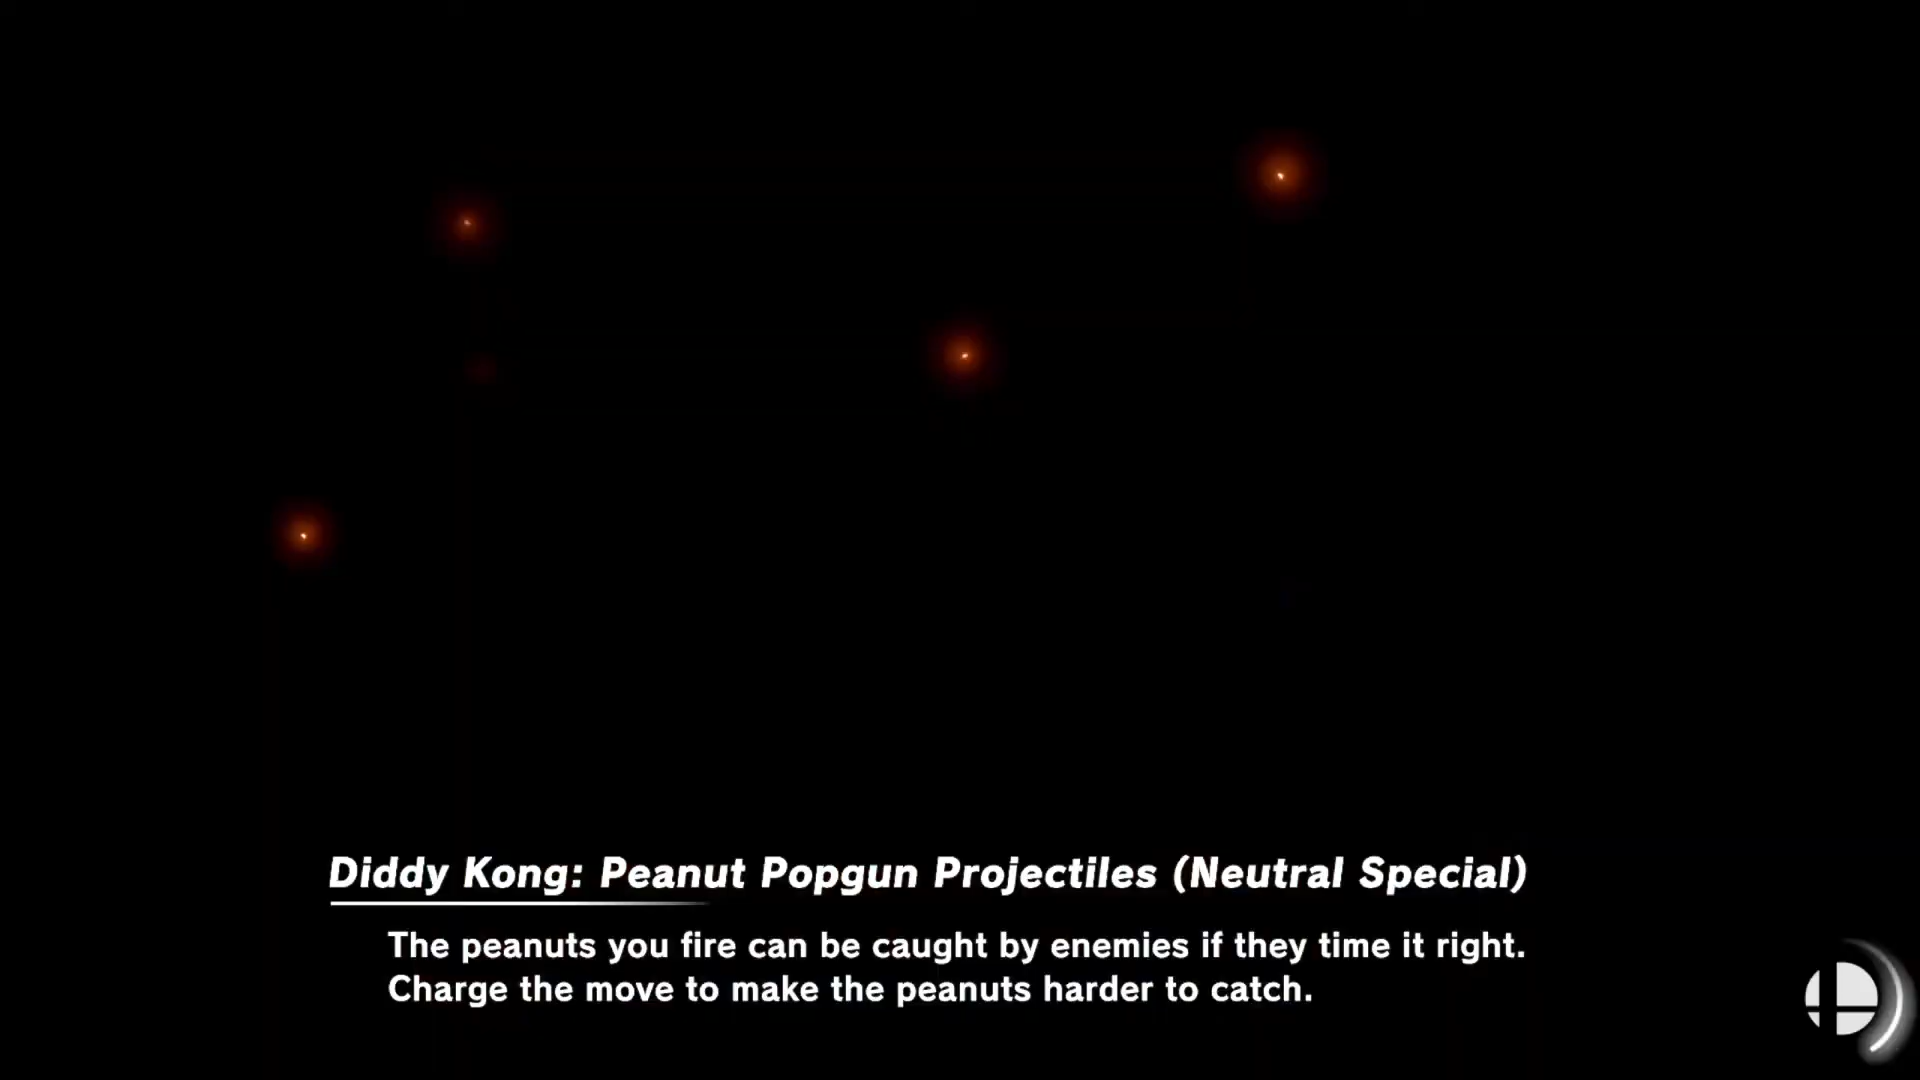 Diddy Kong: Peanut Popgun Projectiles (Neutral Special)
The peanuts you fire can be caught by enemies if they time it right.
Charge the move to make the peanuts harder to catch.